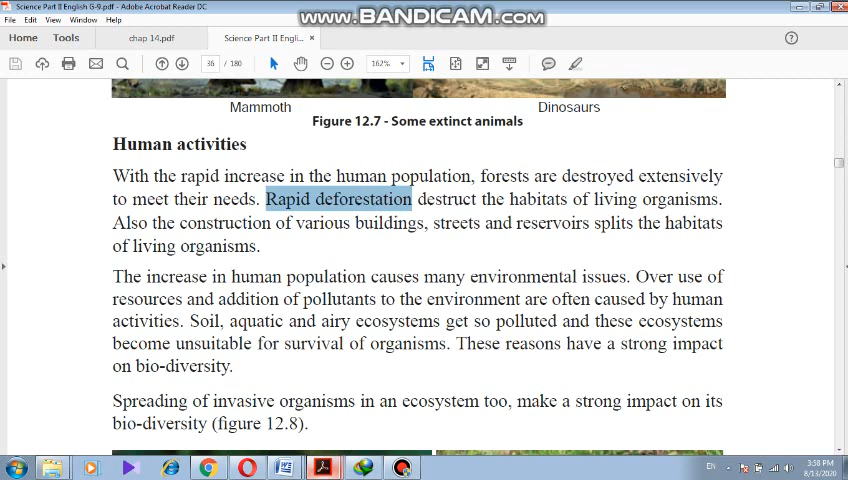 Science Part II English G-9.pdf - Adobe Acrobat Reader DC
WWW.BANDICAM.COM
File Edit View Window Help
Home Tools chap 14.pdf Science Part II Engli... ×
36 / 180 162%
Mammoth Dinosaurs
Figure 12.7 - Some extinct animals
Human activities
With the rapid increase in the human population, forests are destroyed extensively
to meet their needs. Rapid deforestation destruct the habitats of living organisms.
Also the construction of various buildings, streets and reservoirs splits the habitats
of living organisms.
The increase in human population causes many environmental issues. Over use of
resources and addition of pollutants to the environment are often caused by human
activities. Soil, aquatic and airy ecosystems get so polluted and these ecosystems
become unsuitable for survival of organisms. These reasons have a strong impact
on bio-diversity.
Spreading of invasive organisms in an ecosystem too, make a strong impact on its
bio-diversity (figure 12.8).
EN 3:58 PM
8/13/2020